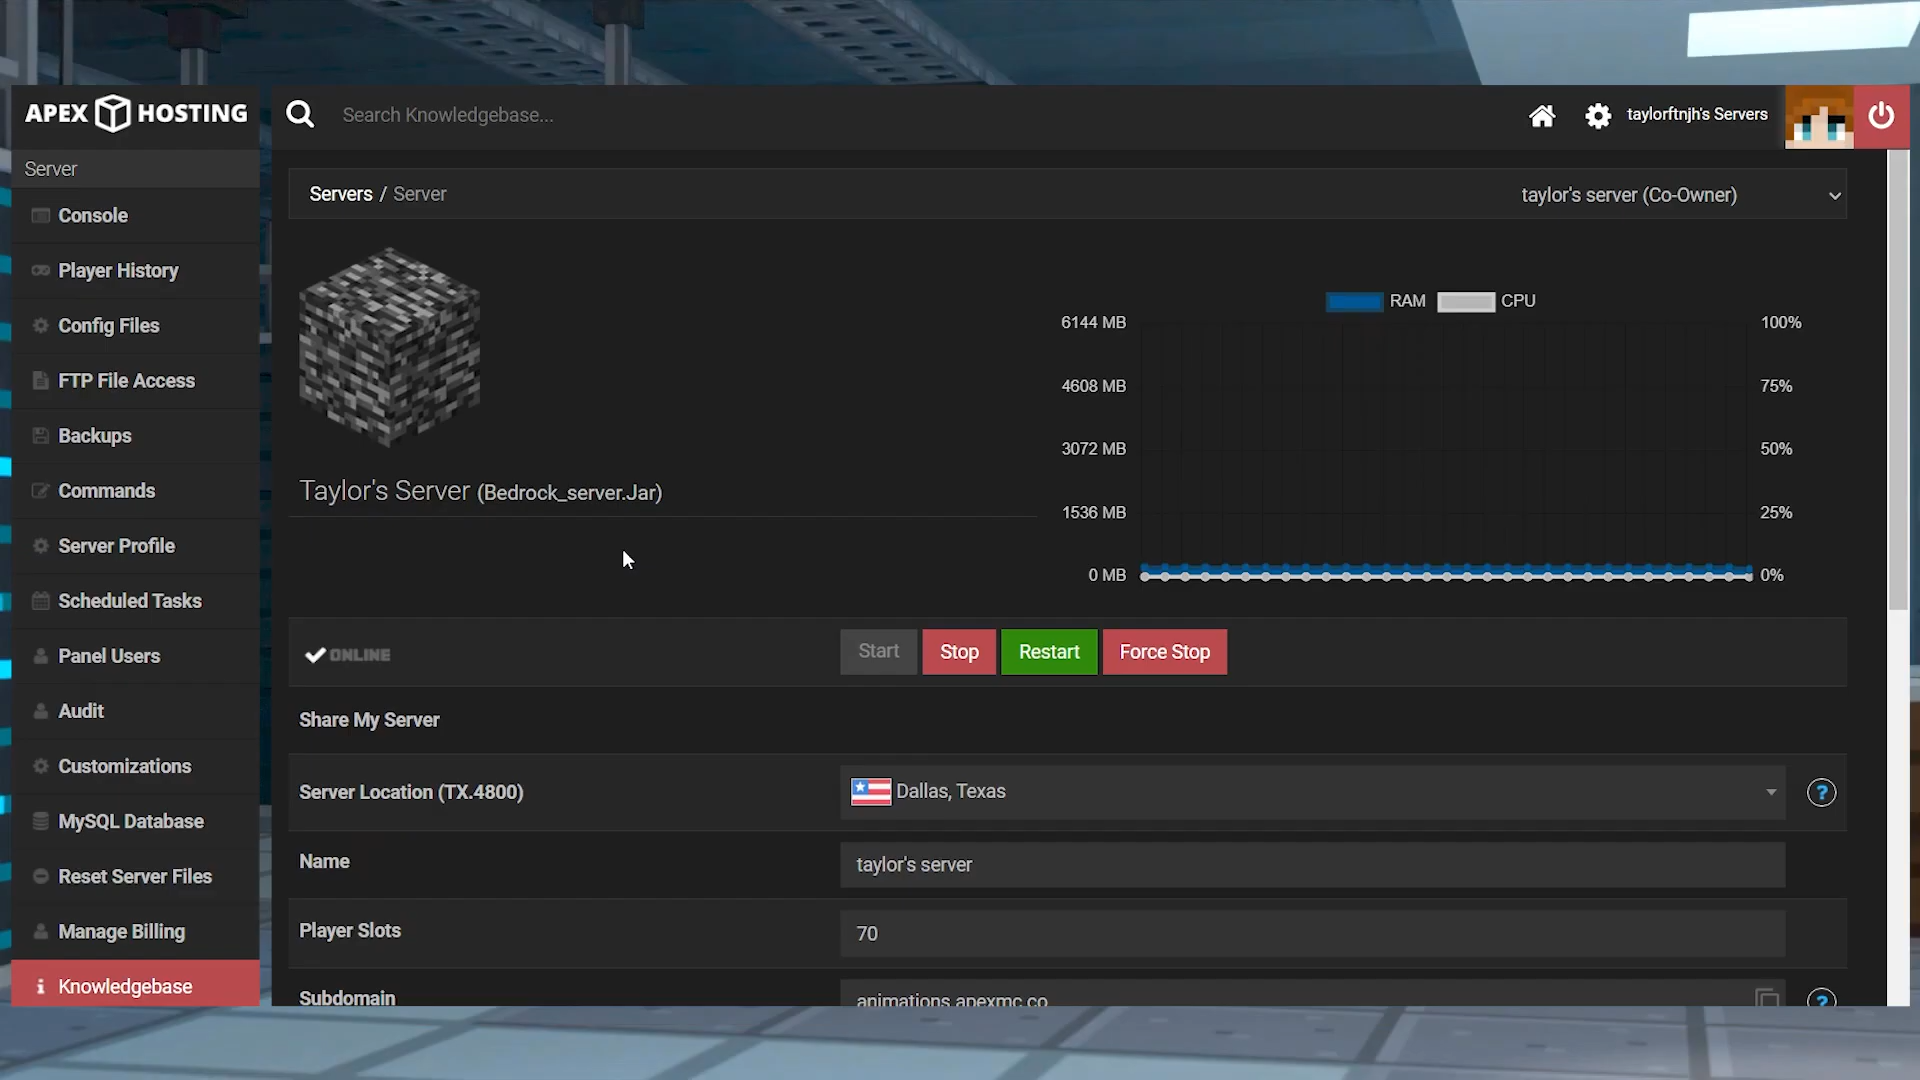 APEX HOSTING
Search Knowledgebase...
taylorftnjh's Servers
Server
Console
Player History
Config Files
FTP File Access
Backups
Commands
Server Profile
Scheduled Tasks
Panel Users
Audit
Customizations
MySQL Database
Reset Server Files
Manage Billing
Knowledgebase
Servers / Server
taylor's server (Co-Owner)
RAM CPU
6144 MB 100%
4608 MB 75%
3072 MB 50%
1536 MB 25%
0 MB 0%
Taylor's Server (Bedrock_server.Jar)
ONLINE
Start Stop Restart Force Stop
Share My Server
Server Location (TX.4800)
Dallas, Texas
?
Name
taylor's server
Player Slots
70
Subdomain
animations.apexmc.co
?